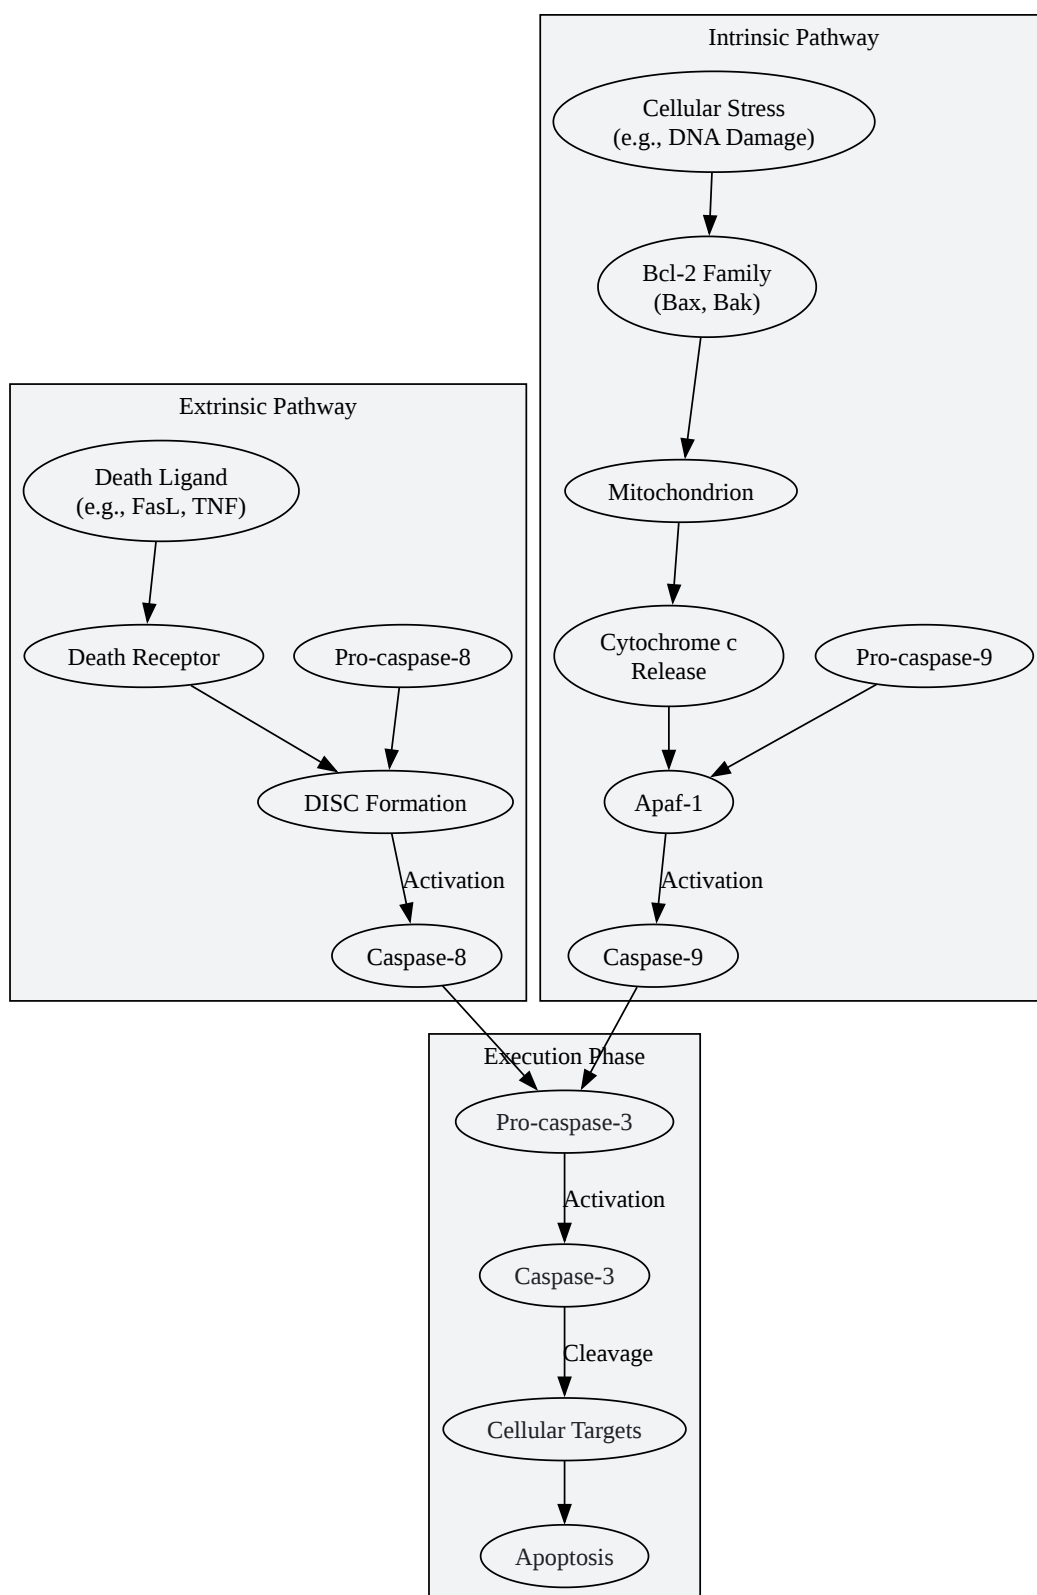 Intrinsic Pathway
Cellular Stress
(e.g., DNA Damage)
Bcl-2 Family
(Bax, Bak)
Extrinsic Pathway
Death Ligand
(e.g., FasL, TNF)
Mitochondrion
Death Receptor
Pro-caspase-8
Cytochrome c
Release
Pro-caspase-9
DISC Formation
Apaf-1
Activation
Activation
Caspase-8
Caspase-9
Execution Phase
Pro-caspase-3
Activation
Caspase-3
Cleavage
Cellular Targets
Apoptosis